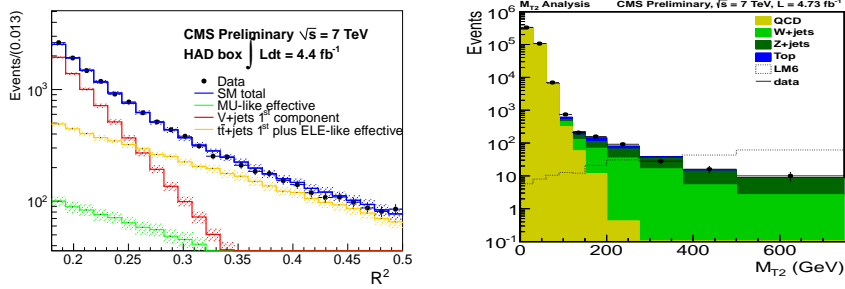 CMS Preliminary √s = 7 TeV
HAD box ∫ Ldt = 4.4 fb⁻¹
Data
SM total
MU-like effective
V+jets 1st component
tt̄+jets 1st plus ELE-like effective
Events/(0.013)
10³
10²
0.2 0.25 0.3 0.35 0.4 0.45 0.5
R²
M_T2 Analysis CMS Preliminary, √s = 7 TeV, L = 4.73 fb⁻¹
Events
QCD
W+jets
Z+jets
Top
LM6
data
10⁶
10⁵
10⁴
10³
10²
10
1
10⁻¹
0 200 400 600
M_T2 (GeV)